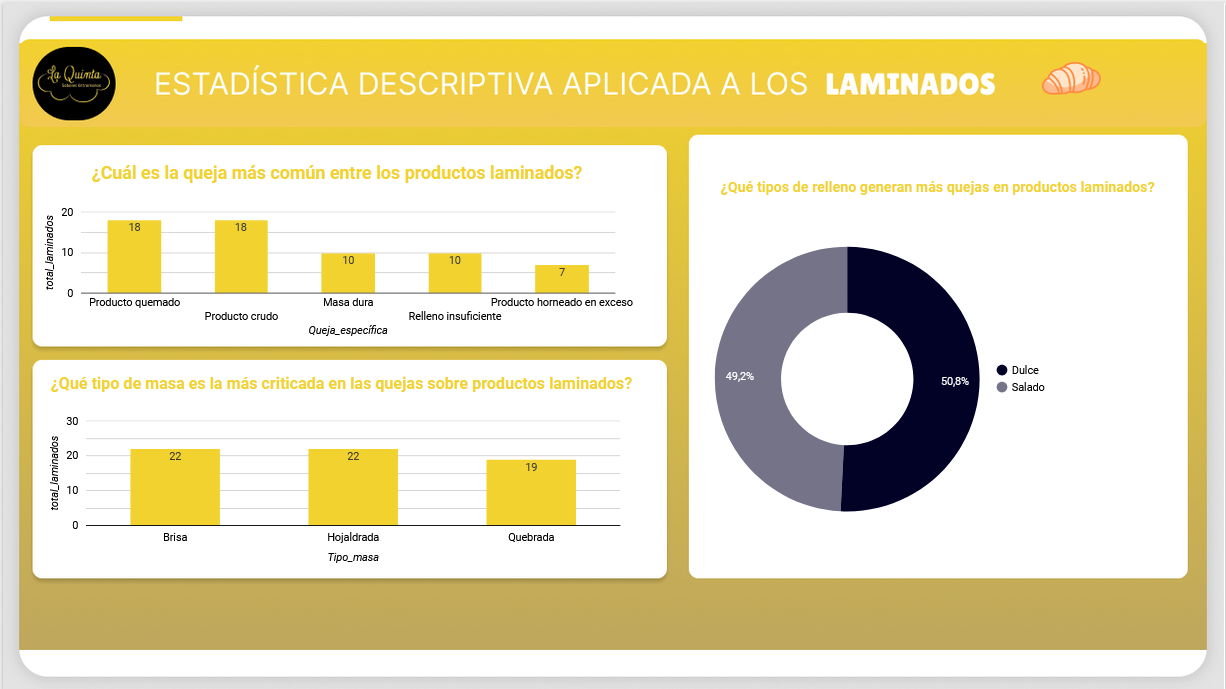 La Quinta
ESTADÍSTICA DESCRIPTIVA APLICADA A LOS LAMINADOS
¿Cuál es la queja más común entre los productos laminados?
total_laminados
20
10
0
18
18
10
10
7
Producto quemado
Producto crudo
Masa dura
Relleno insuficiente
Producto horneado en exceso
Queja_específica
¿Qué tipo de masa es la más criticada en las quejas sobre productos laminados?
total_laminados
30
20
10
0
22
22
19
Brisa
Hojaldrada
Quebrada
Tipo_masa
¿Qué tipos de relleno generan más quejas en productos laminados?
49,2%
50,8%
Dulce
Salado